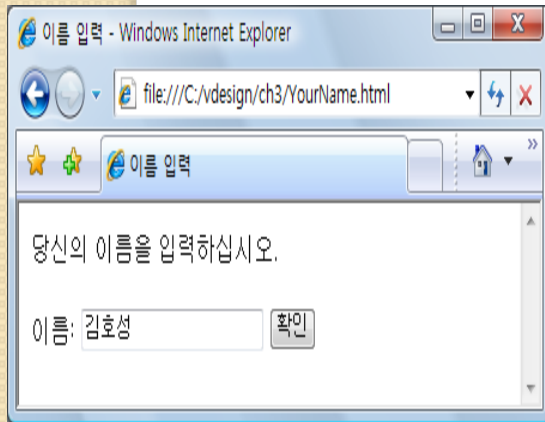 이름 입력 - Windows Internet Explorer
file:///C:/vdesign/ch3/YourName.html
이름 입력
당신의 이름을 입력하십시오.
이름: 김호성 확인